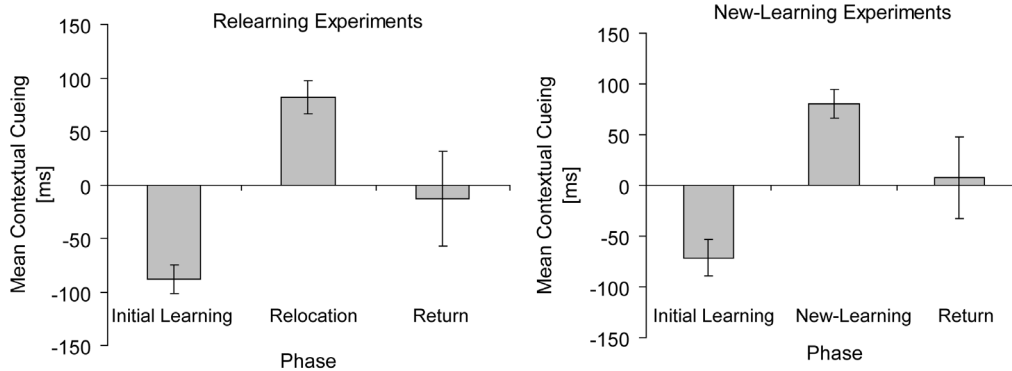 Relearning Experiments
150
100
50
0
-50
-100
-150
Mean Contextual Cueing
[ms]
Initial Learning
Relocation
Return
Phase
New-Learning Experiments
150
100
50
0
-50
-100
-150
Mean Contextual Cueing
[ms]
Initial Learning
New-Learning
Return
Phase